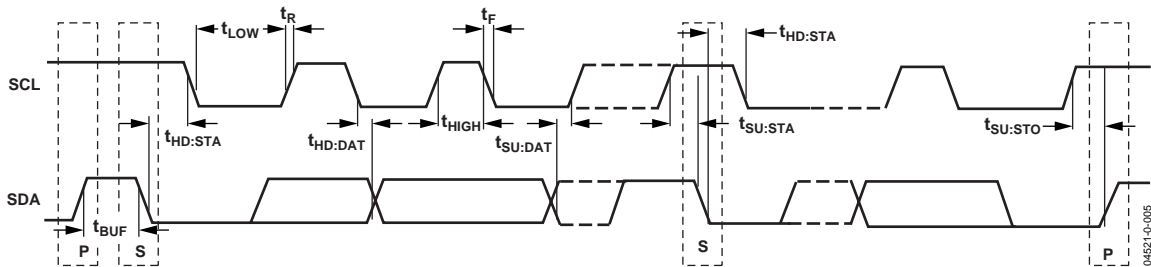 tR
tF
tLOW
tHD:STA
SCL
tHD:STA
tHD:DAT
tHIGH
tSU:DAT
tSU:STA
tSU:STO
SDA
tBUF
P
S
S
P
04521-0-005